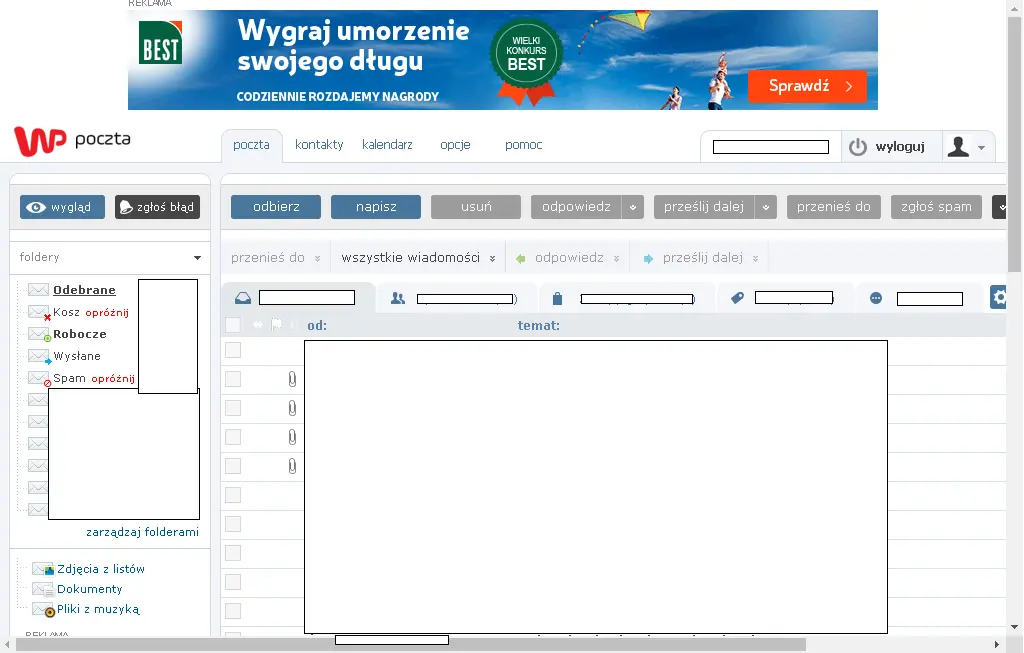 REKLAMA
BEST
Wygraj umorzenie
swojego długu
CODZIENNIE ROZDAJEMY NAGRODY
WIELKI
KONKURS
BEST
Sprawdź
WP poczta
poczta kontakty kalendarz opcje pomoc
wyloguj
wygląd zgłoś błąd
odbierz napisz usuń odpowiedz prześlij dalej przenieś do zgłoś spam
foldery
przenieś do wszystkie wiadomości odpowiedz prześlij dalej
od: temat:
Odebrane
Kosz opróżnij
Robocze
Wysłane
Spam opróżnij
zarządzaj folderami
Zdjęcia z listów
Dokumenty
Pliki z muzyką
REKLAMA